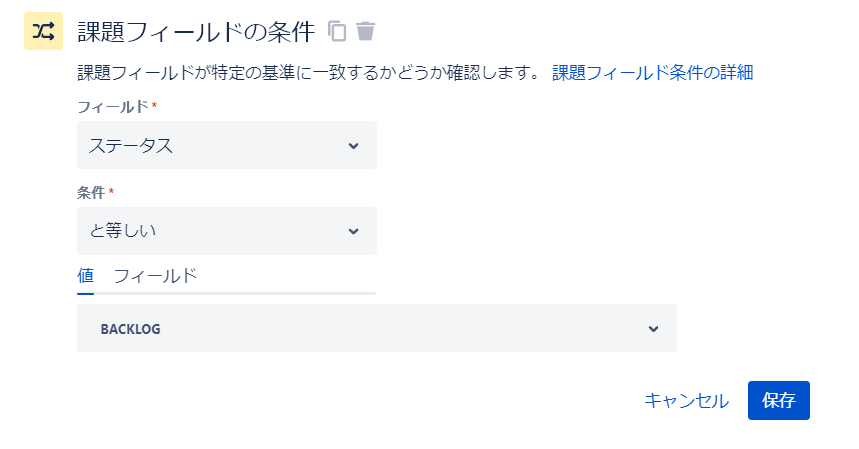 課題フィールドの条件
課題フィールドが特定の基準に一致するかどうか確認します。 課題フィールド条件の詳細
フィールド*
ステータス
条件*
と等しい
値 フィールド
BACKLOG
キャンセル 保存